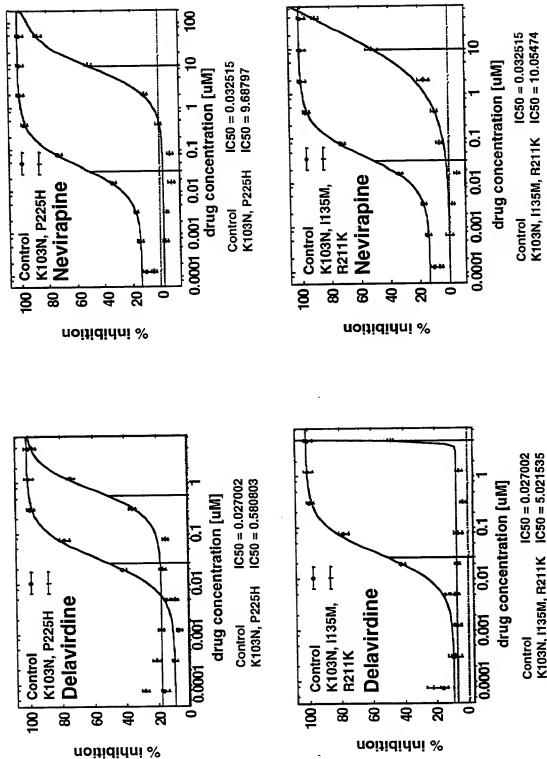 % inhibition
100
80
60
40
20
0
Control
K103N, P225H
Delavirdine
0.0001 0.001 0.01 0.1 1
drug concentration [uM]
Control IC50 = 0.027002
K103N, P225H IC50 = 0.580803
% inhibition
100
80
60
40
20
0
Control
K103N, P225H
Nevirapine
0.0001 0.01 0.1 1 10 100
drug concentration [uM]
Control IC50 = 0.032515
K103N, P225H IC50 = 9.68797
% inhibition
100
80
60
40
20
0
Control
K103N, I135M,
R211K
Delavirdine
0.0001 0.001 0.01 0.1 1
drug concentration [uM]
Control IC50 = 0.027002
K103N, I135M, R211K IC50 = 5.021535
% inhibition
100
80
60
40
20
0
Control
K103N, I135M,
R211K
Nevirapine
0.0001 0.01 0.1 1 10
drug concentration [uM]
Control IC50 = 0.032515
K103N, I135M, R211K IC50 = 10.05474